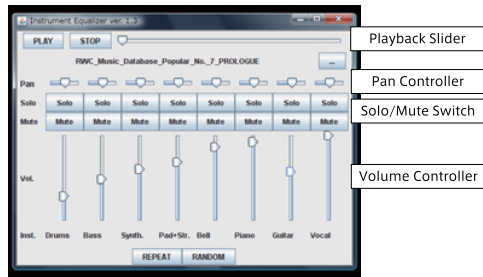 Instrument Equalizer ver. 1.3
PLAY STOP
Playback Slider
RWC_Music_Database_Popular_No._7_PROLOGUE ...
Pan
Pan Controller
Solo Solo Solo Solo Solo Solo Solo Solo Solo
Solo/Mute Switch
Mute Mute Mute Mute Mute Mute Mute Mute Mute
Vol.
Volume Controller
Inst. Drums Bass Synth. Pad+Str. Bell Piano Guitar Vocal
REPEAT RANDOM